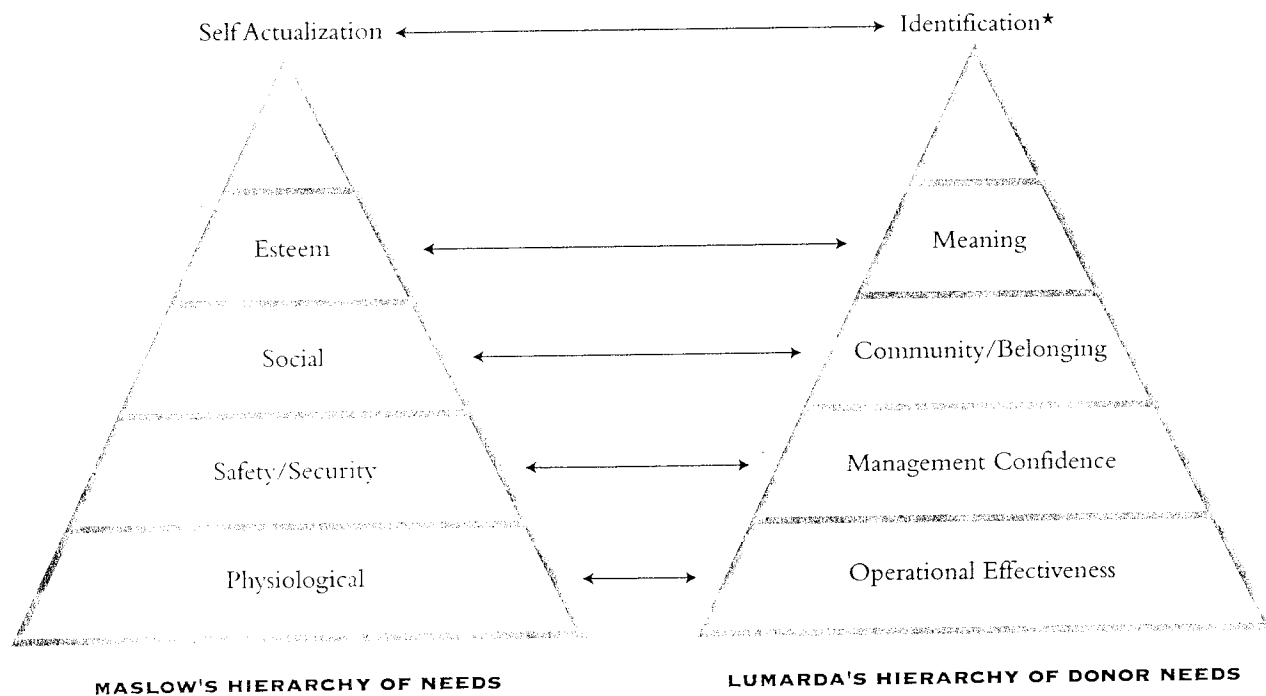 Self Actualization
Identification★
Esteem
Meaning
Social
Community/Belonging
Safety/Security
Management Confidence
Physiological
Operational Effectiveness
MASLOW'S HIERARCHY OF NEEDS
LUMARDA'S HIERARCHY OF DONOR NEEDS